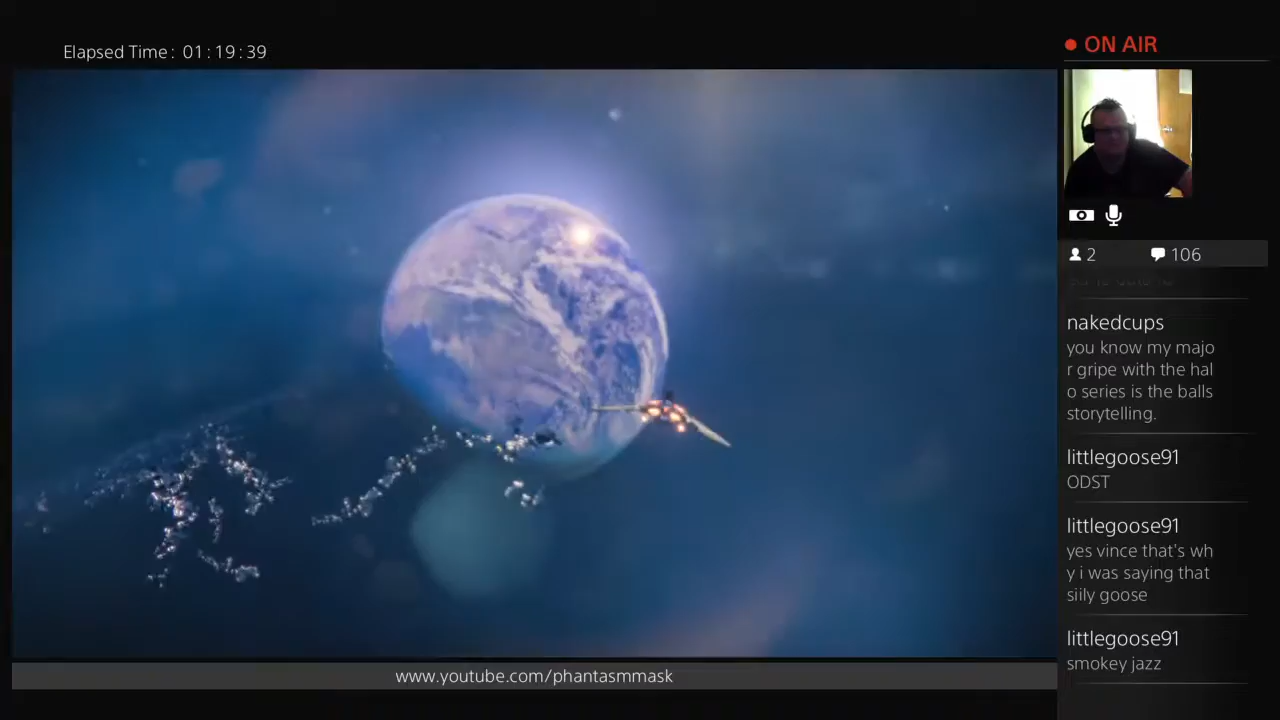 Elapsed Time: 01:19:39
ON AIR
2
106
nakedcups
you know my majo
r gripe with the hal
o series is the balls
storytelling.
littlegoose91
ODST
littlegoose91
yes vince that's wh
y i was saying that
siily goose
littlegoose91
smokey jazz
www.youtube.com/phantasmmask